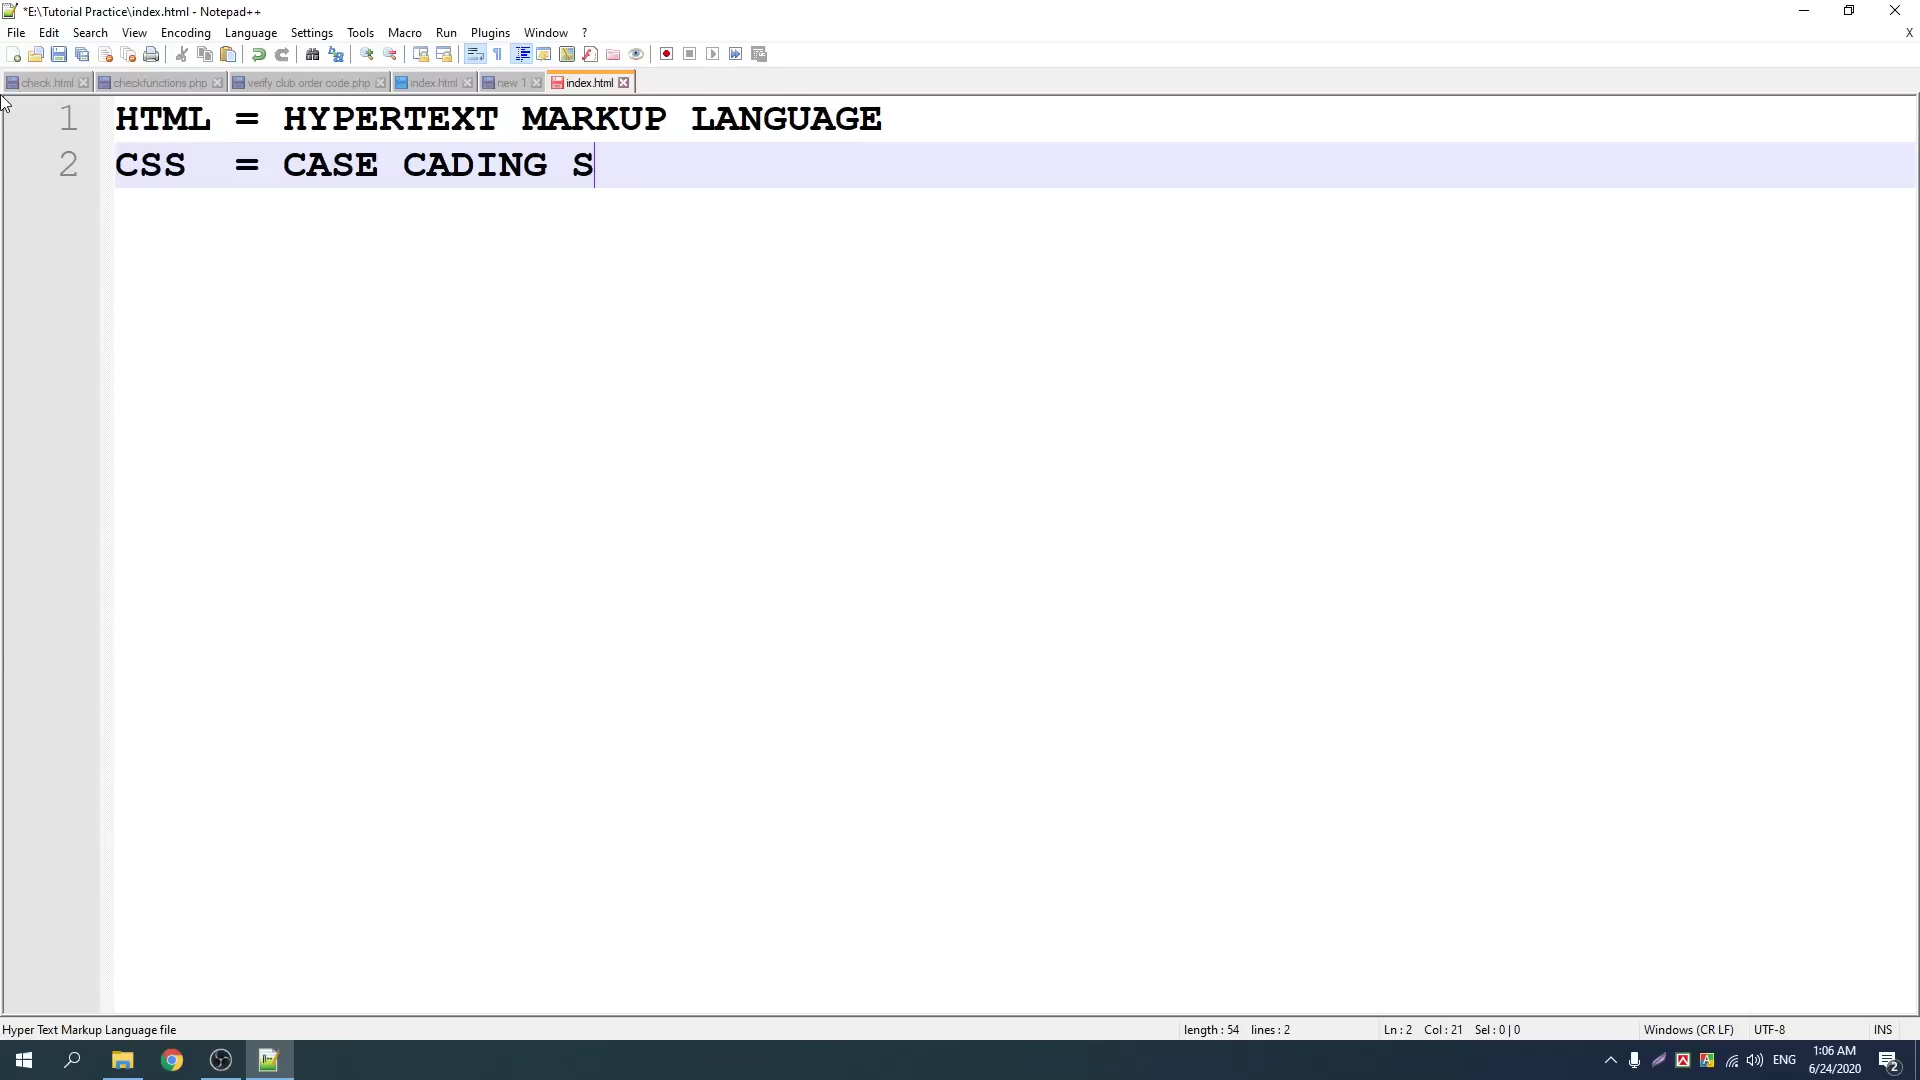 *E:\Tutorial Practice\index.html - Notepad++
File Edit Search View Encoding Language Settings Tools Macro Run Plugins Window ? X
check.html checkfunctions.php verify club order code.php index.html new 1 index.html
1 HTML = HYPERTEXT MARKUP LANGUAGE
2 CSS  = CASE CADING S
Hyper Text Markup Language file length : 54 lines : 2 Ln : 2 Col : 21 Sel : 0 | 0 Windows (CR LF) UTF-8 INS
ENG 1:06 AM
6/24/2020 2